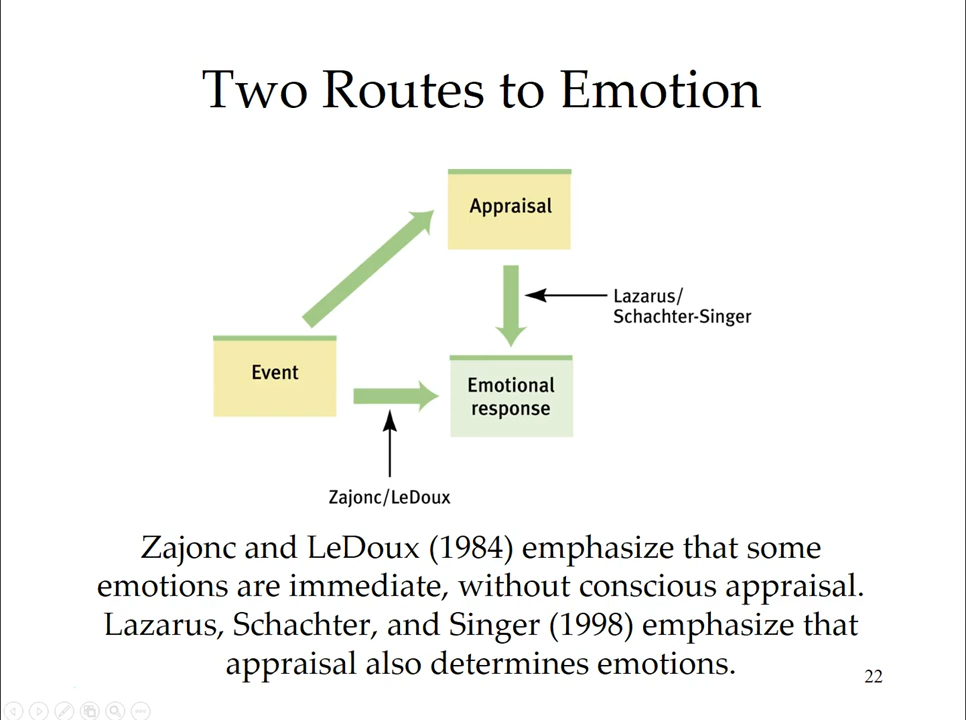 Two Routes to Emotion
Appraisal
Lazarus/
Schachter-Singer
Event
Emotional
response
Zajonc/LeDoux
Zajonc and LeDoux (1984) emphasize that some
emotions are immediate, without conscious appraisal.
Lazarus, Schachter, and Singer (1998) emphasize that
appraisal also determines emotions.
22